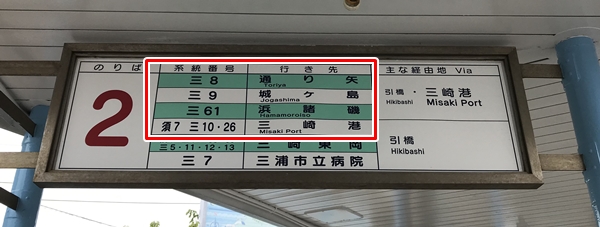 のりば 系統番号 行き先 主な経由地 Via
2
三8 通り矢
Toriya
三9 城ヶ島
Jogashima
三61 浜諸磯
Hamamoroiso
須7 三10・26 三崎港
Misaki Port
引橋・三崎港
Hikibashi Misaki Port
三5・11・12・13 三崎東岡
三7 三浦市立病院
引橋
Hikibashi